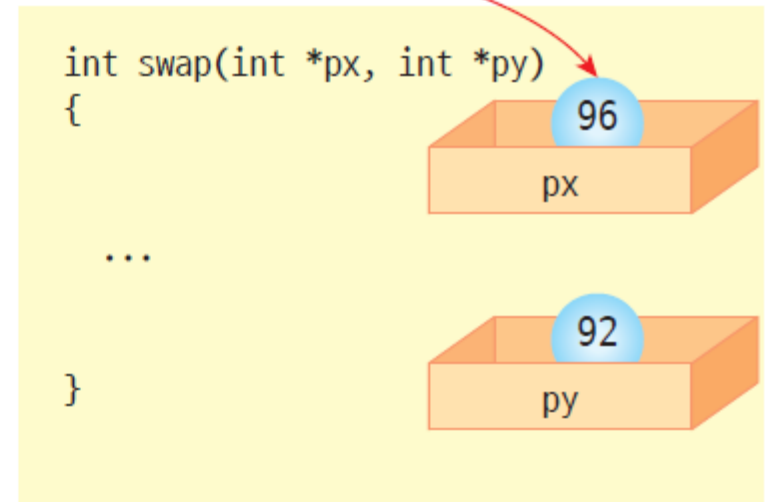 int swap(int *px, int *py)
{
96
px
...
92
}
py